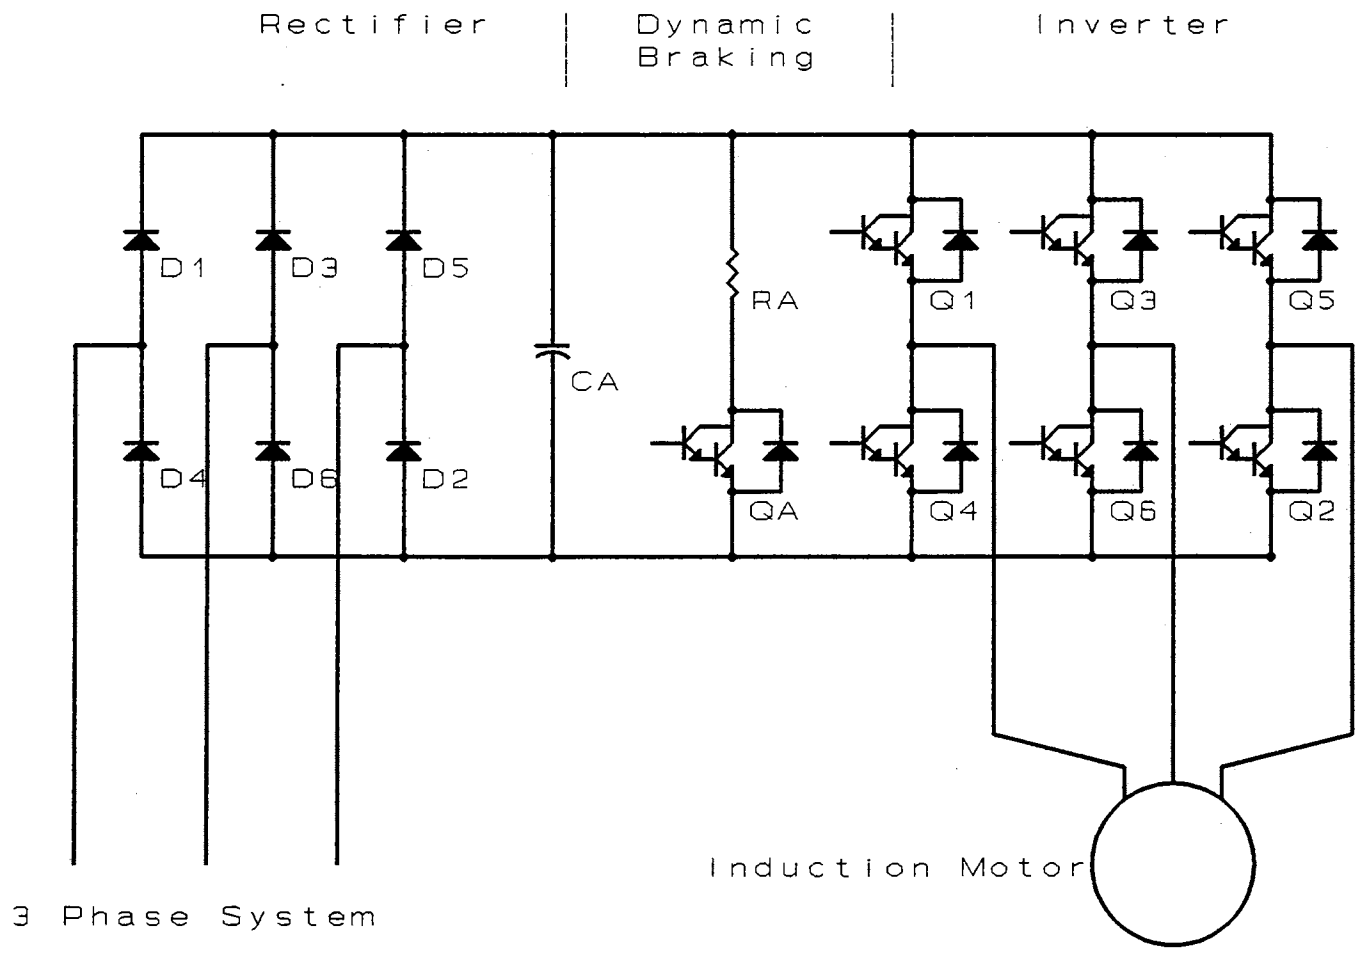 Rectifier
Dynamic
Braking
Inverter
D1
D3
D5
RA
Q1
Q3
Q5
CA
D4
D6
D2
QA
Q4
Q6
Q2
Induction Motor
3 Phase System